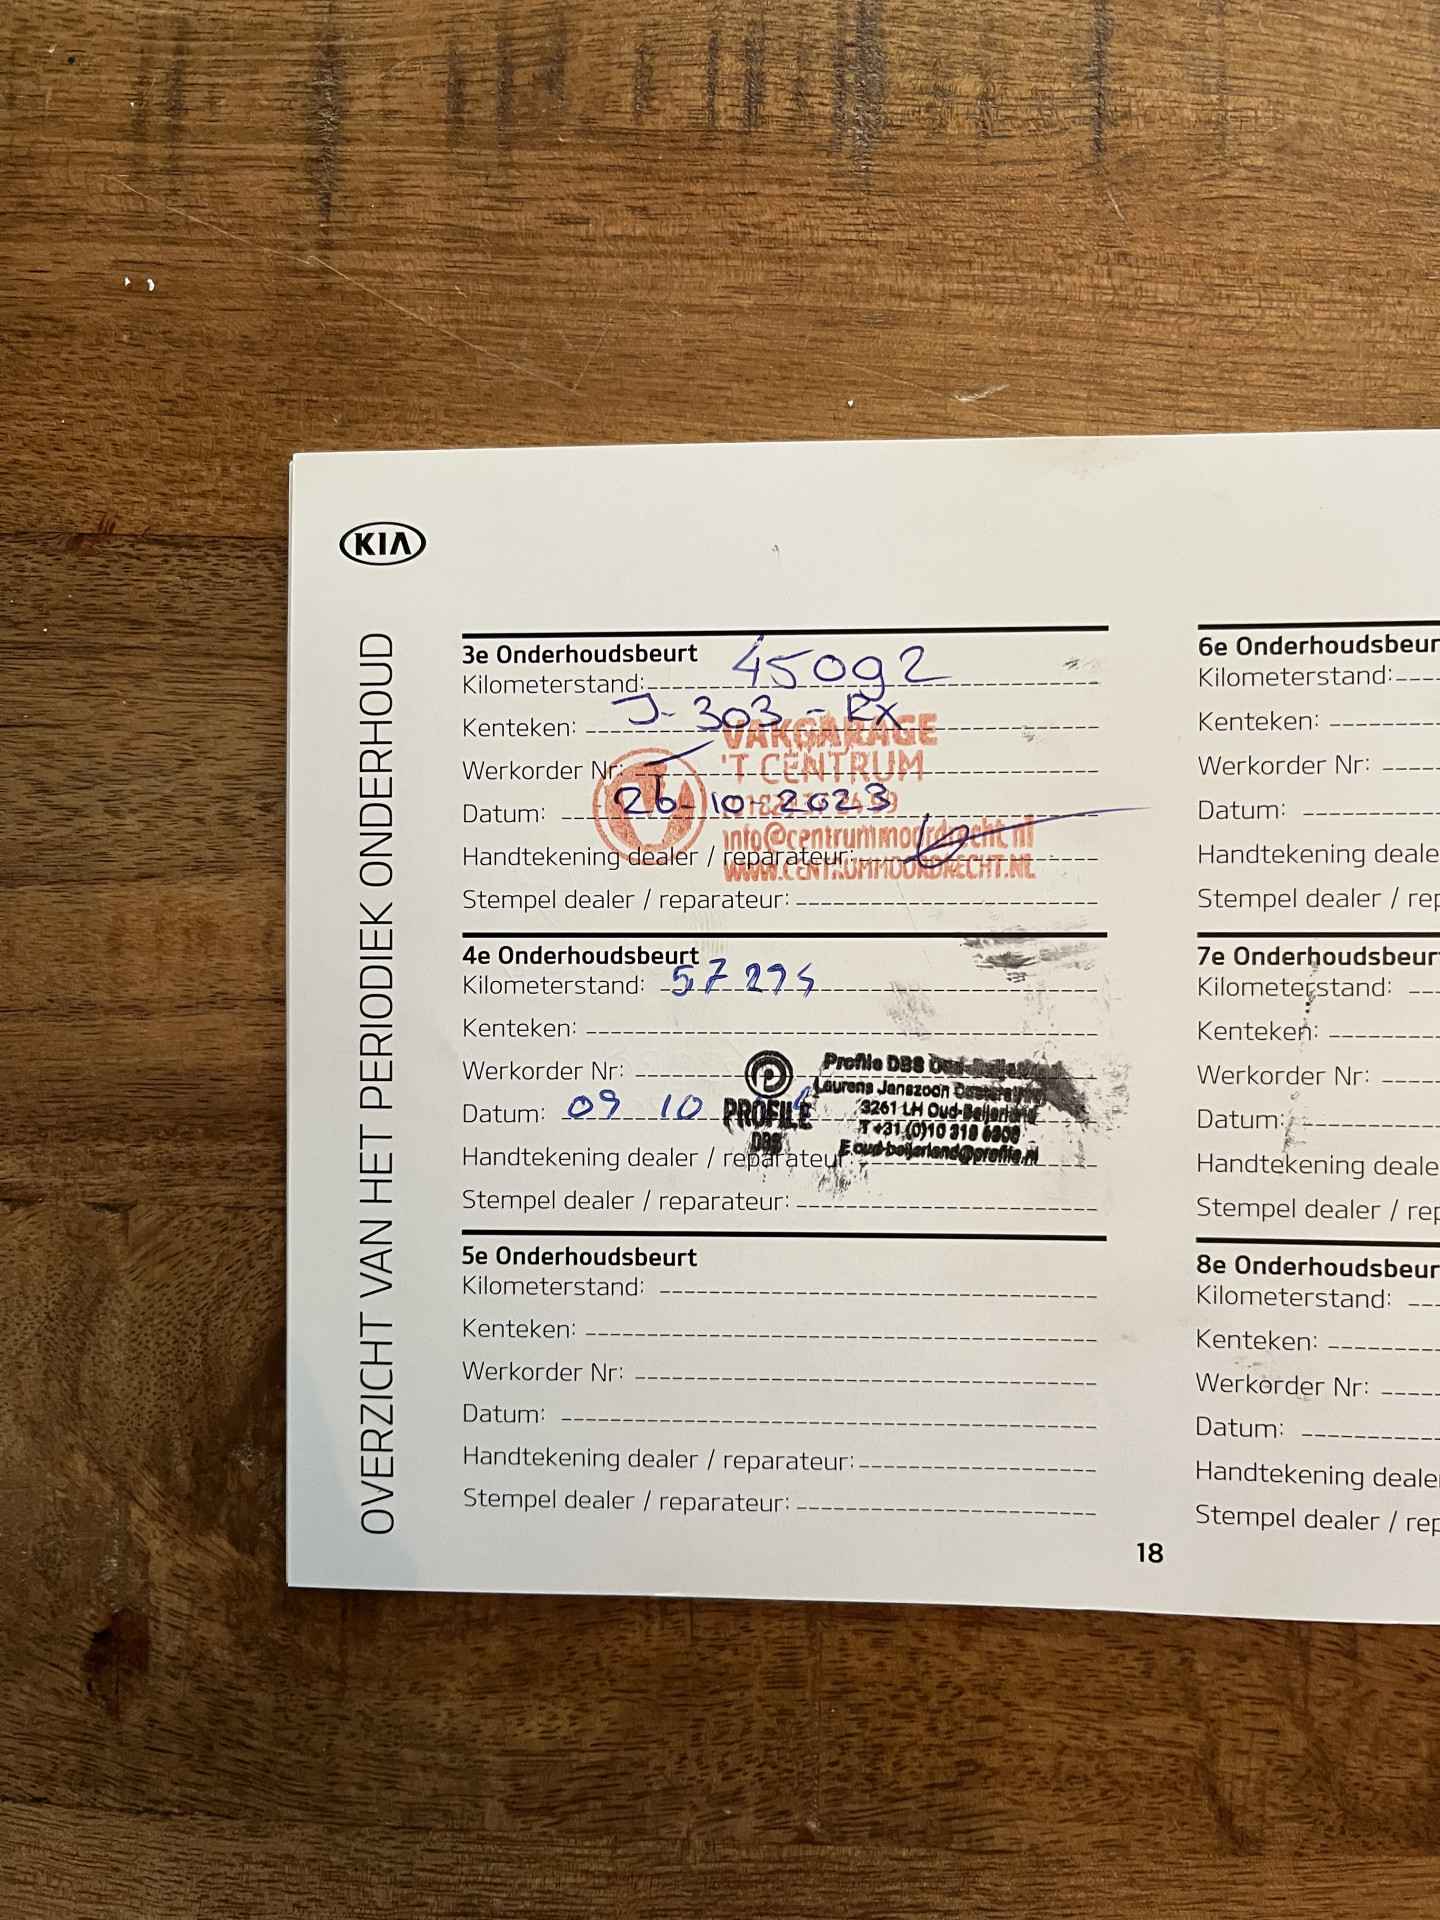 KIA
OVERZICHT VAN HET PERIODIEK ONDERHOUD
3e Onderhoudsbeurt
Kilometerstand: 45092
Kenteken: J-303-RX
VAKGARAGE
Werkorder Nr:
'T CENTRUM
Datum: 26-10-2023
info@centrummoordrecht.nl
Handtekening dealer / reparateur:
WWW.CENTRUMMOORDRECHT.NL
Stempel dealer / reparateur:
4e Onderhoudsbeurt
Kilometerstand: 57294
Kenteken:
Werkorder Nr:
Datum: 09 10
PROFILE
DBS
Profile DBS Oud-Beijerland
Laurens Janszoon
3261 LH Oud-Beijerland
T +31 (0)10
E oud-beijerland@profile.nl
Handtekening dealer / reparateur:
Stempel dealer / reparateur:
5e Onderhoudsbeurt
Kilometerstand:
Kenteken:
Werkorder Nr:
Datum:
Handtekening dealer / reparateur:
Stempel dealer / reparateur:
18
6e Onderhoudsbeur
Kilometerstand:
Kenteken:
Werkorder Nr:
Datum:
Handtekening deale
Stempel dealer / rep
7e Onderhoudsbeur
Kilometerstand:
Kenteken:
Werkorder Nr:
Datum:
Handtekening deale
Stempel dealer / rep
8e Onderhoudsbeur
Kilometerstand:
Kenteken:
Werkorder Nr:
Datum:
Handtekening dealer
Stempel dealer / rep